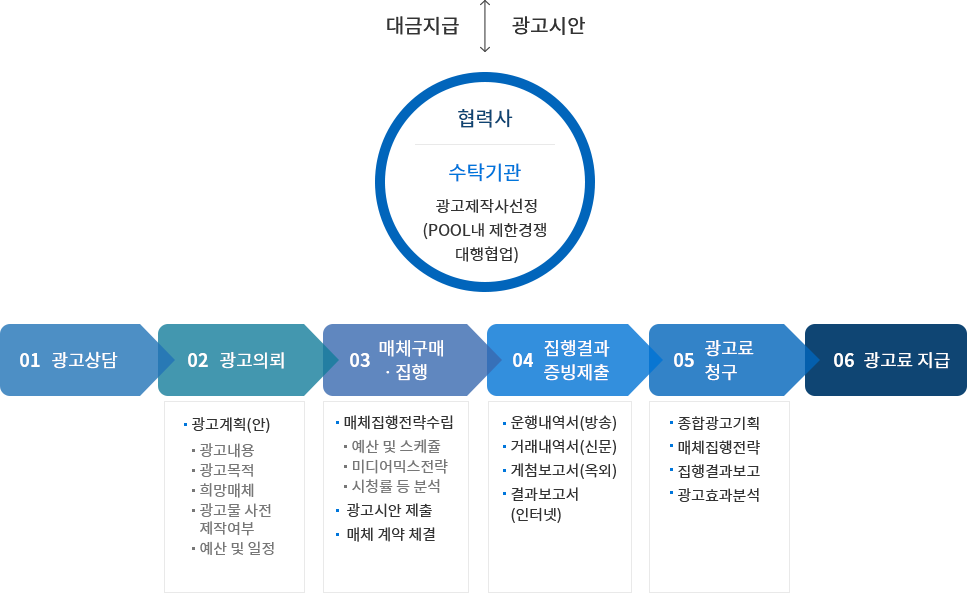 대금지급 광고시안
협력사
수탁기관
광고제작사선정
(POOL내 제한경쟁
대행협업)
01 광고상담
02 광고의뢰
03 매체구매
· 집행
04 집행결과
증빙제출
05 광고료
청구
06 광고료 지급
광고계획(안)
광고내용
광고목적
희망매체
광고물 사전
제작여부
예산 및 일정
매체집행전략수립
예산 및 스케쥴
미디어믹스전략
시청률 등 분석
광고시안 제출
매체 계약 체결
운행내역서(방송)
거래내역서(신문)
게첨보고서(옥외)
결과보고서
(인터넷)
종합광고기획
매체집행전략
집행결과보고
광고효과분석